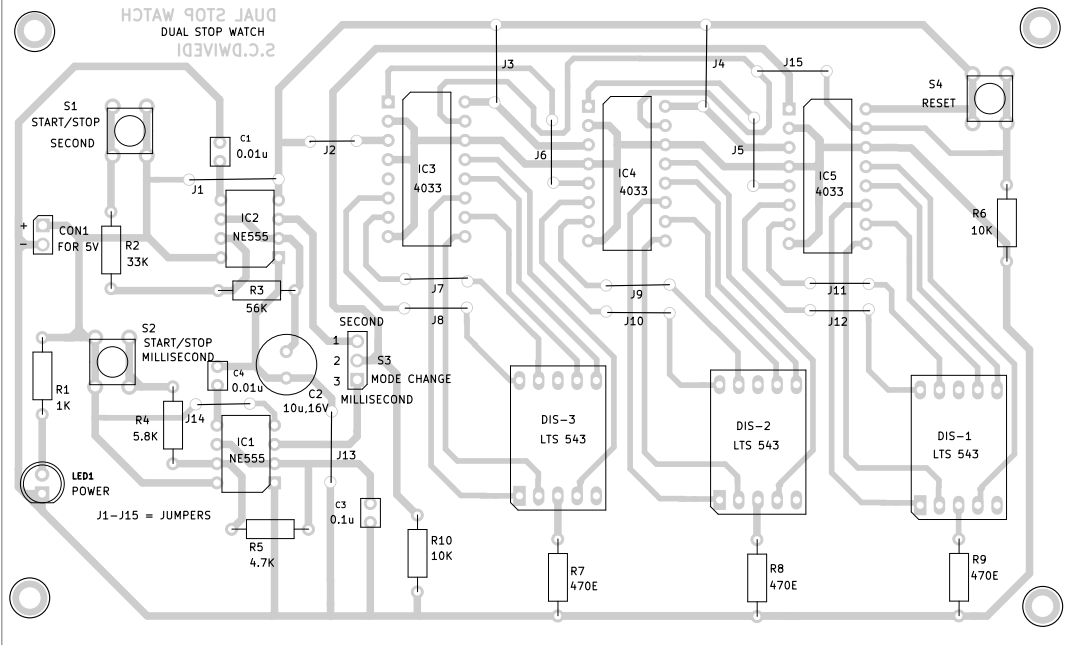 DUAL STOP WATCH
DUAL STOP WATCH
S.C.DWIVEDI
S1
START/STOP
SECOND
C1
0.01u
J1
J2
J3
J4
J15
S4
RESET
J6
J5
IC3
4033
IC4
4033
IC5
4033
+
-
CON1
FOR 5V
R2
33K
IC2
NE555
R3
56K
R6
10K
J7
J8
J9
J10
J11
J12
S2
START/STOP
MILLISECOND
SECOND
1
2
3
S3
MODE CHANGE
MILLISECOND
C4
0.01u
C2
10u,16V
R1
1K
R4
5.8K
J14
IC1
NE555
J13
DIS-3
LTS 543
DIS-2
LTS 543
DIS-1
LTS 543
LED1
POWER
J1-J15 = JUMPERS
C3
0.1u
R5
4.7K
R10
10K
R7
470E
R8
470E
R9
470E